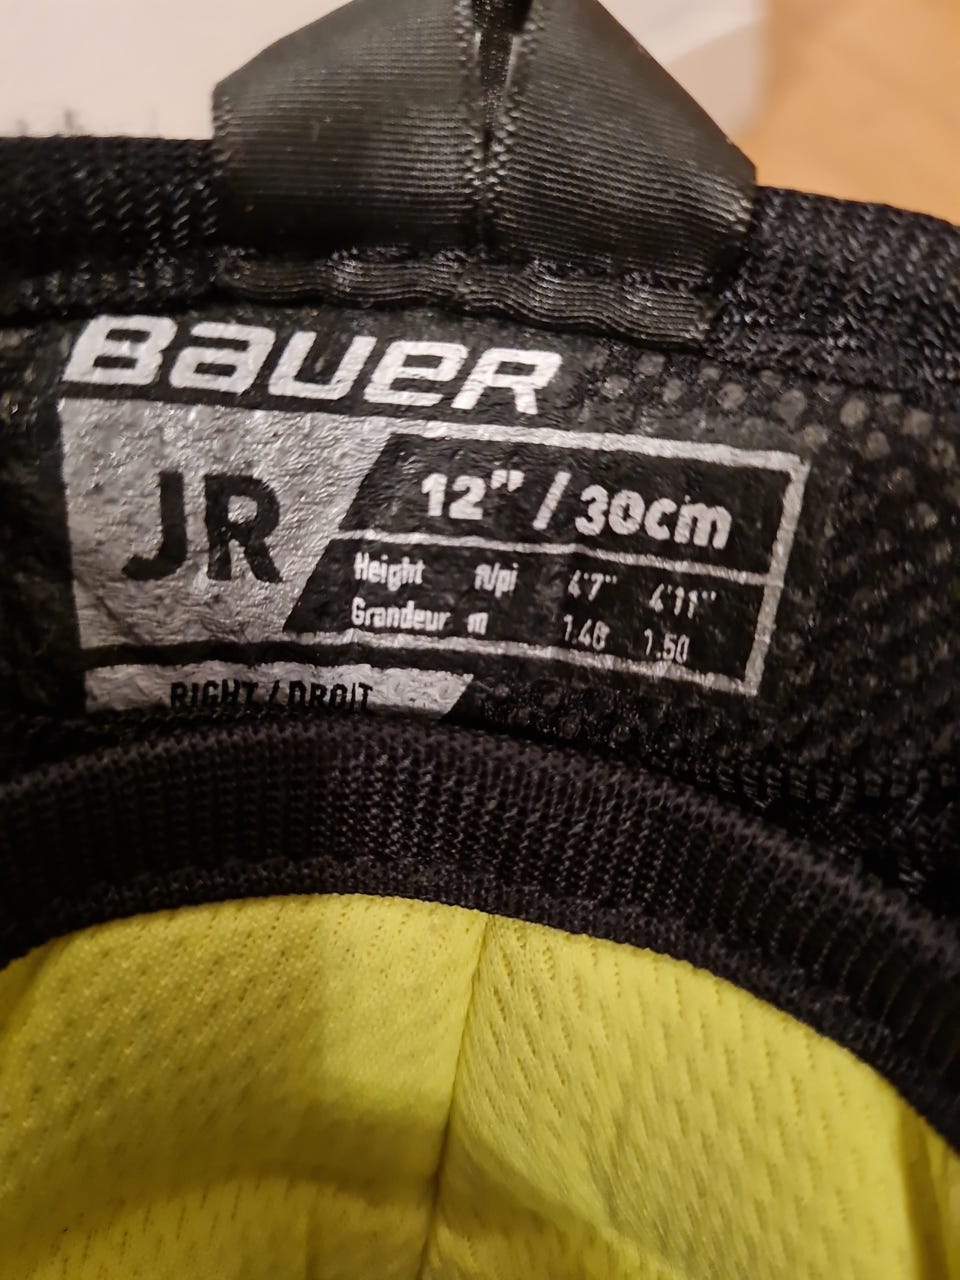 BAUER
JR
12" / 30cm
Height ft/pi 4'7" 4'11"
Grandeur m 1.40 1.50
RIGHT / DROIT